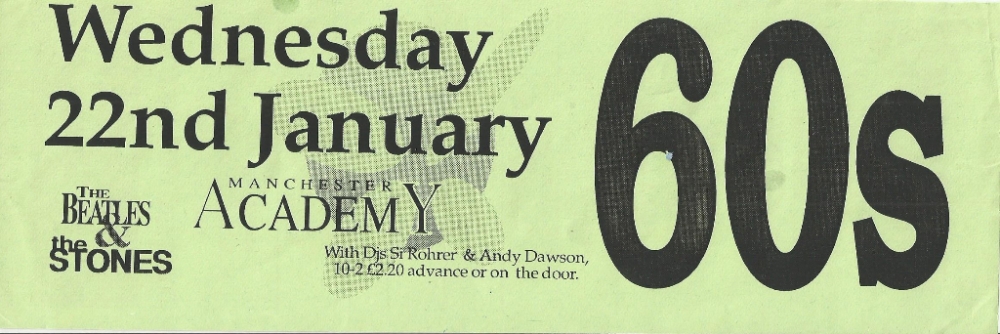 Wednesday
22nd January
60s
THE
BEATLES
&
the
STONES
MANCHESTER
ACADEMY
With Djs Sr Rohrer & Andy Dawson,
10-2 £2.20 advance or on the door.